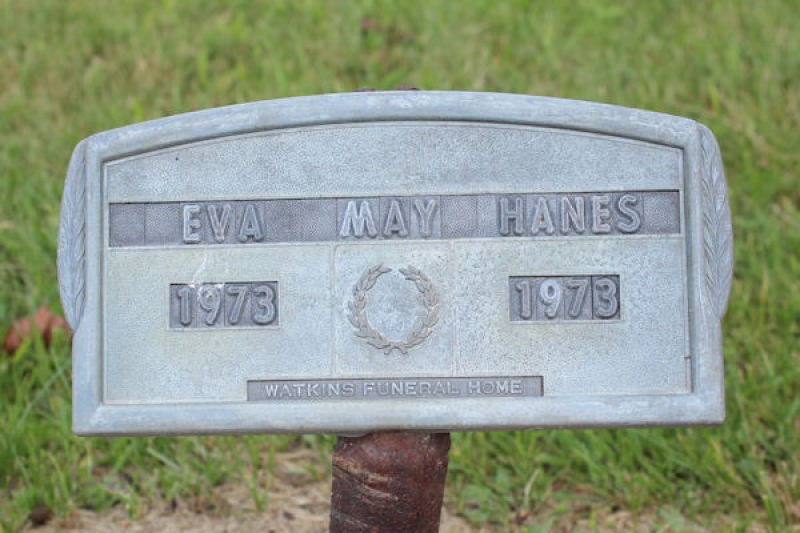 EVA MAY HANES
1973 1973
WATKINS FUNERAL HOME